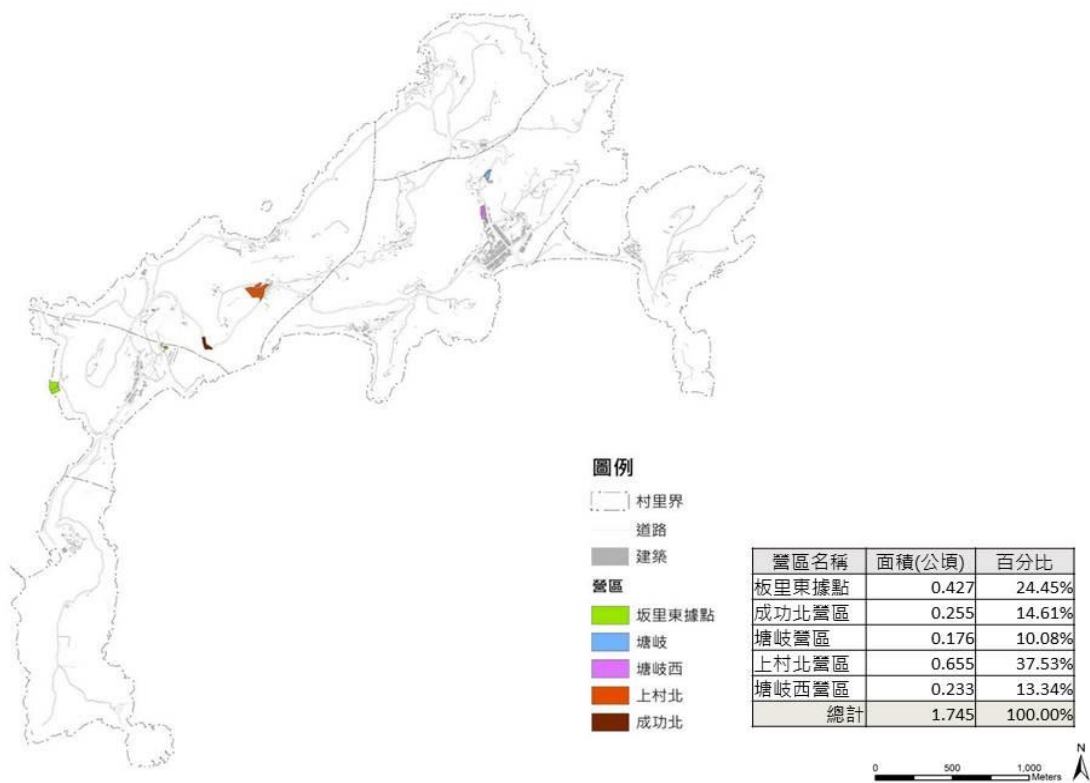 圖例
村里界
道路
建築
營區
坂里東據點
塘岐
塘岐西
上村北
成功北
營區名稱 面積(公頃) 百分比
板里東據點 0.427 24.45%
成功北營區 0.255 14.61%
塘岐營區 0.176 10.08%
上村北營區 0.655 37.53%
塘岐西營區 0.233 13.34%
總計 1.745 100.00%
N
0 500 1,000
Meters